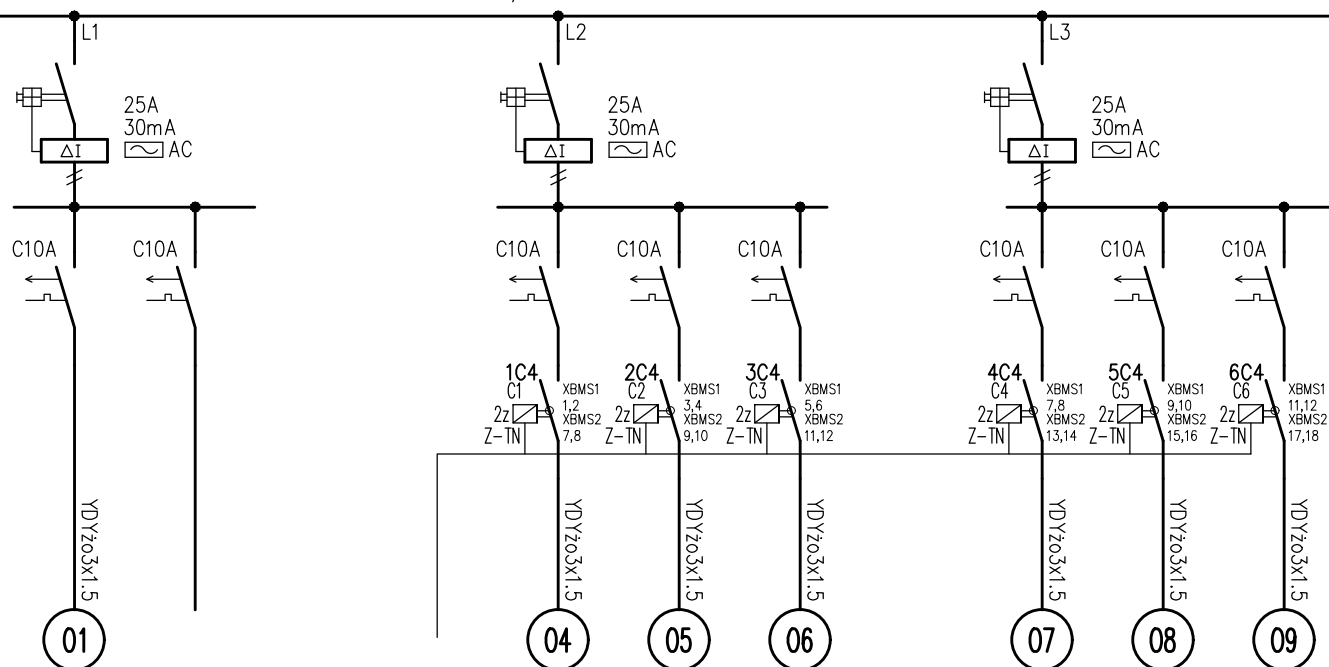 L1
L2
L3
25A
30mA
AC
ΔI
25A
30mA
AC
ΔI
25A
30mA
AC
ΔI
C10A
C10A
C10A
C10A
C10A
C10A
C10A
C10A
1C4
C1
2z
Z-TN
XBMS1
1,2
XBMS2
7,8
2C4
C2
2z
Z-TN
XBMS1
3,4
XBMS2
9,10
3C4
C3
2z
Z-TN
XBMS1
5,6
XBMS2
11,12
4C4
C4
2z
Z-TN
XBMS1
7,8
XBMS2
13,14
5C4
C5
2z
Z-TN
XBMS1
9,10
XBMS2
15,16
6C4
C6
2z
Z-TN
XBMS1
11,12
XBMS2
17,18
YDYżo3x1.5
YDYżo3x1.5
YDYżo3x1.5
YDYżo3x1.5
YDYżo3x1.5
YDYżo3x1.5
YDYżo3x1.5
01
04
05
06
07
08
09